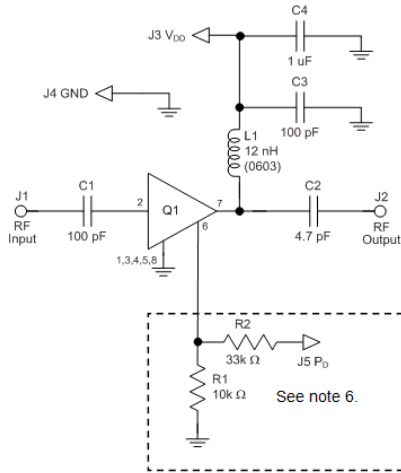 C4
J3 V_DD
1 uF
J4 GND
C3
100 pF
L1
12 nH
(0603)
J1
C1
2
Q1
7
C2
J2
RF
Input
100 pF
6
4.7 pF
RF
Output
1,3,4,5,8
R2
33k Ω
J5 P_D
R1
10k Ω
See note 6.